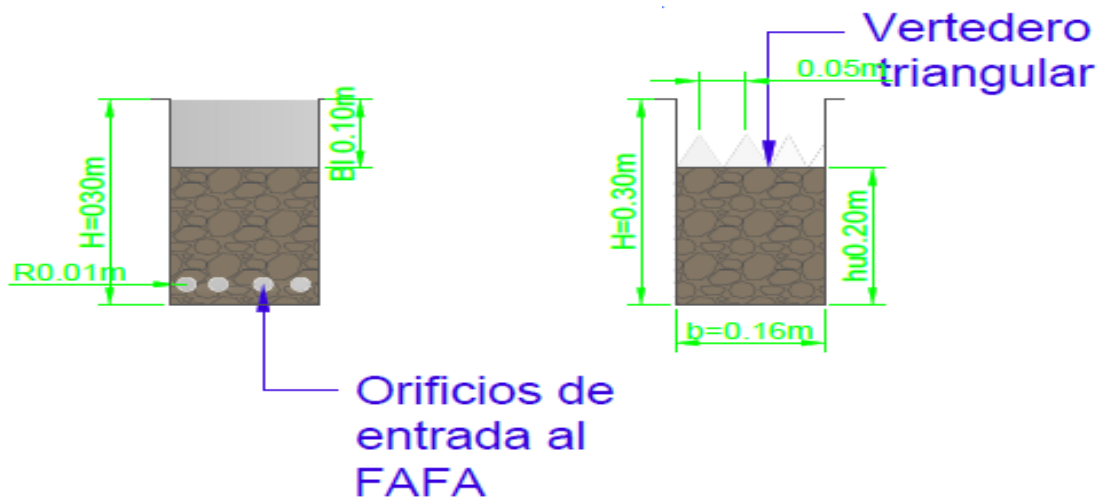 Vertedero
triangular
0.05m
H=030m
Bl 0.10m
R0.01m
H=0.30m
hu0.20m
b=0.16m
Orificios de
entrada al
FAFA